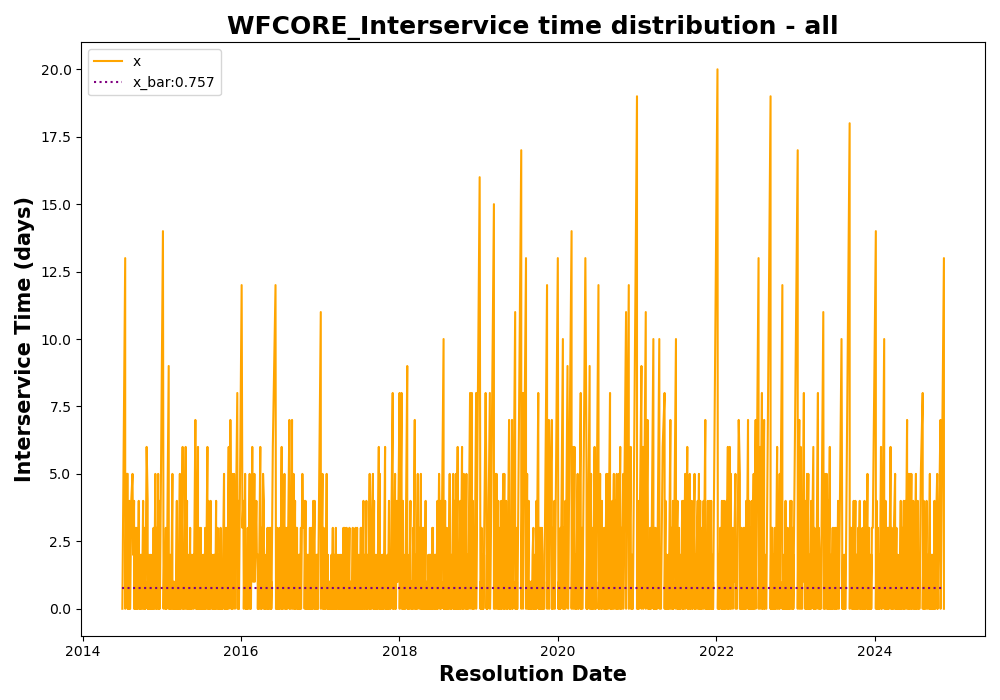 WFCORE_Interservice time distribution - all
x
x_bar:0.757
20.0
17.5
15.0
12.5
10.0
7.5
5.0
2.5
0.0
Interservice Time (days)
2014 2016 2018 2020 2022 2024
Resolution Date